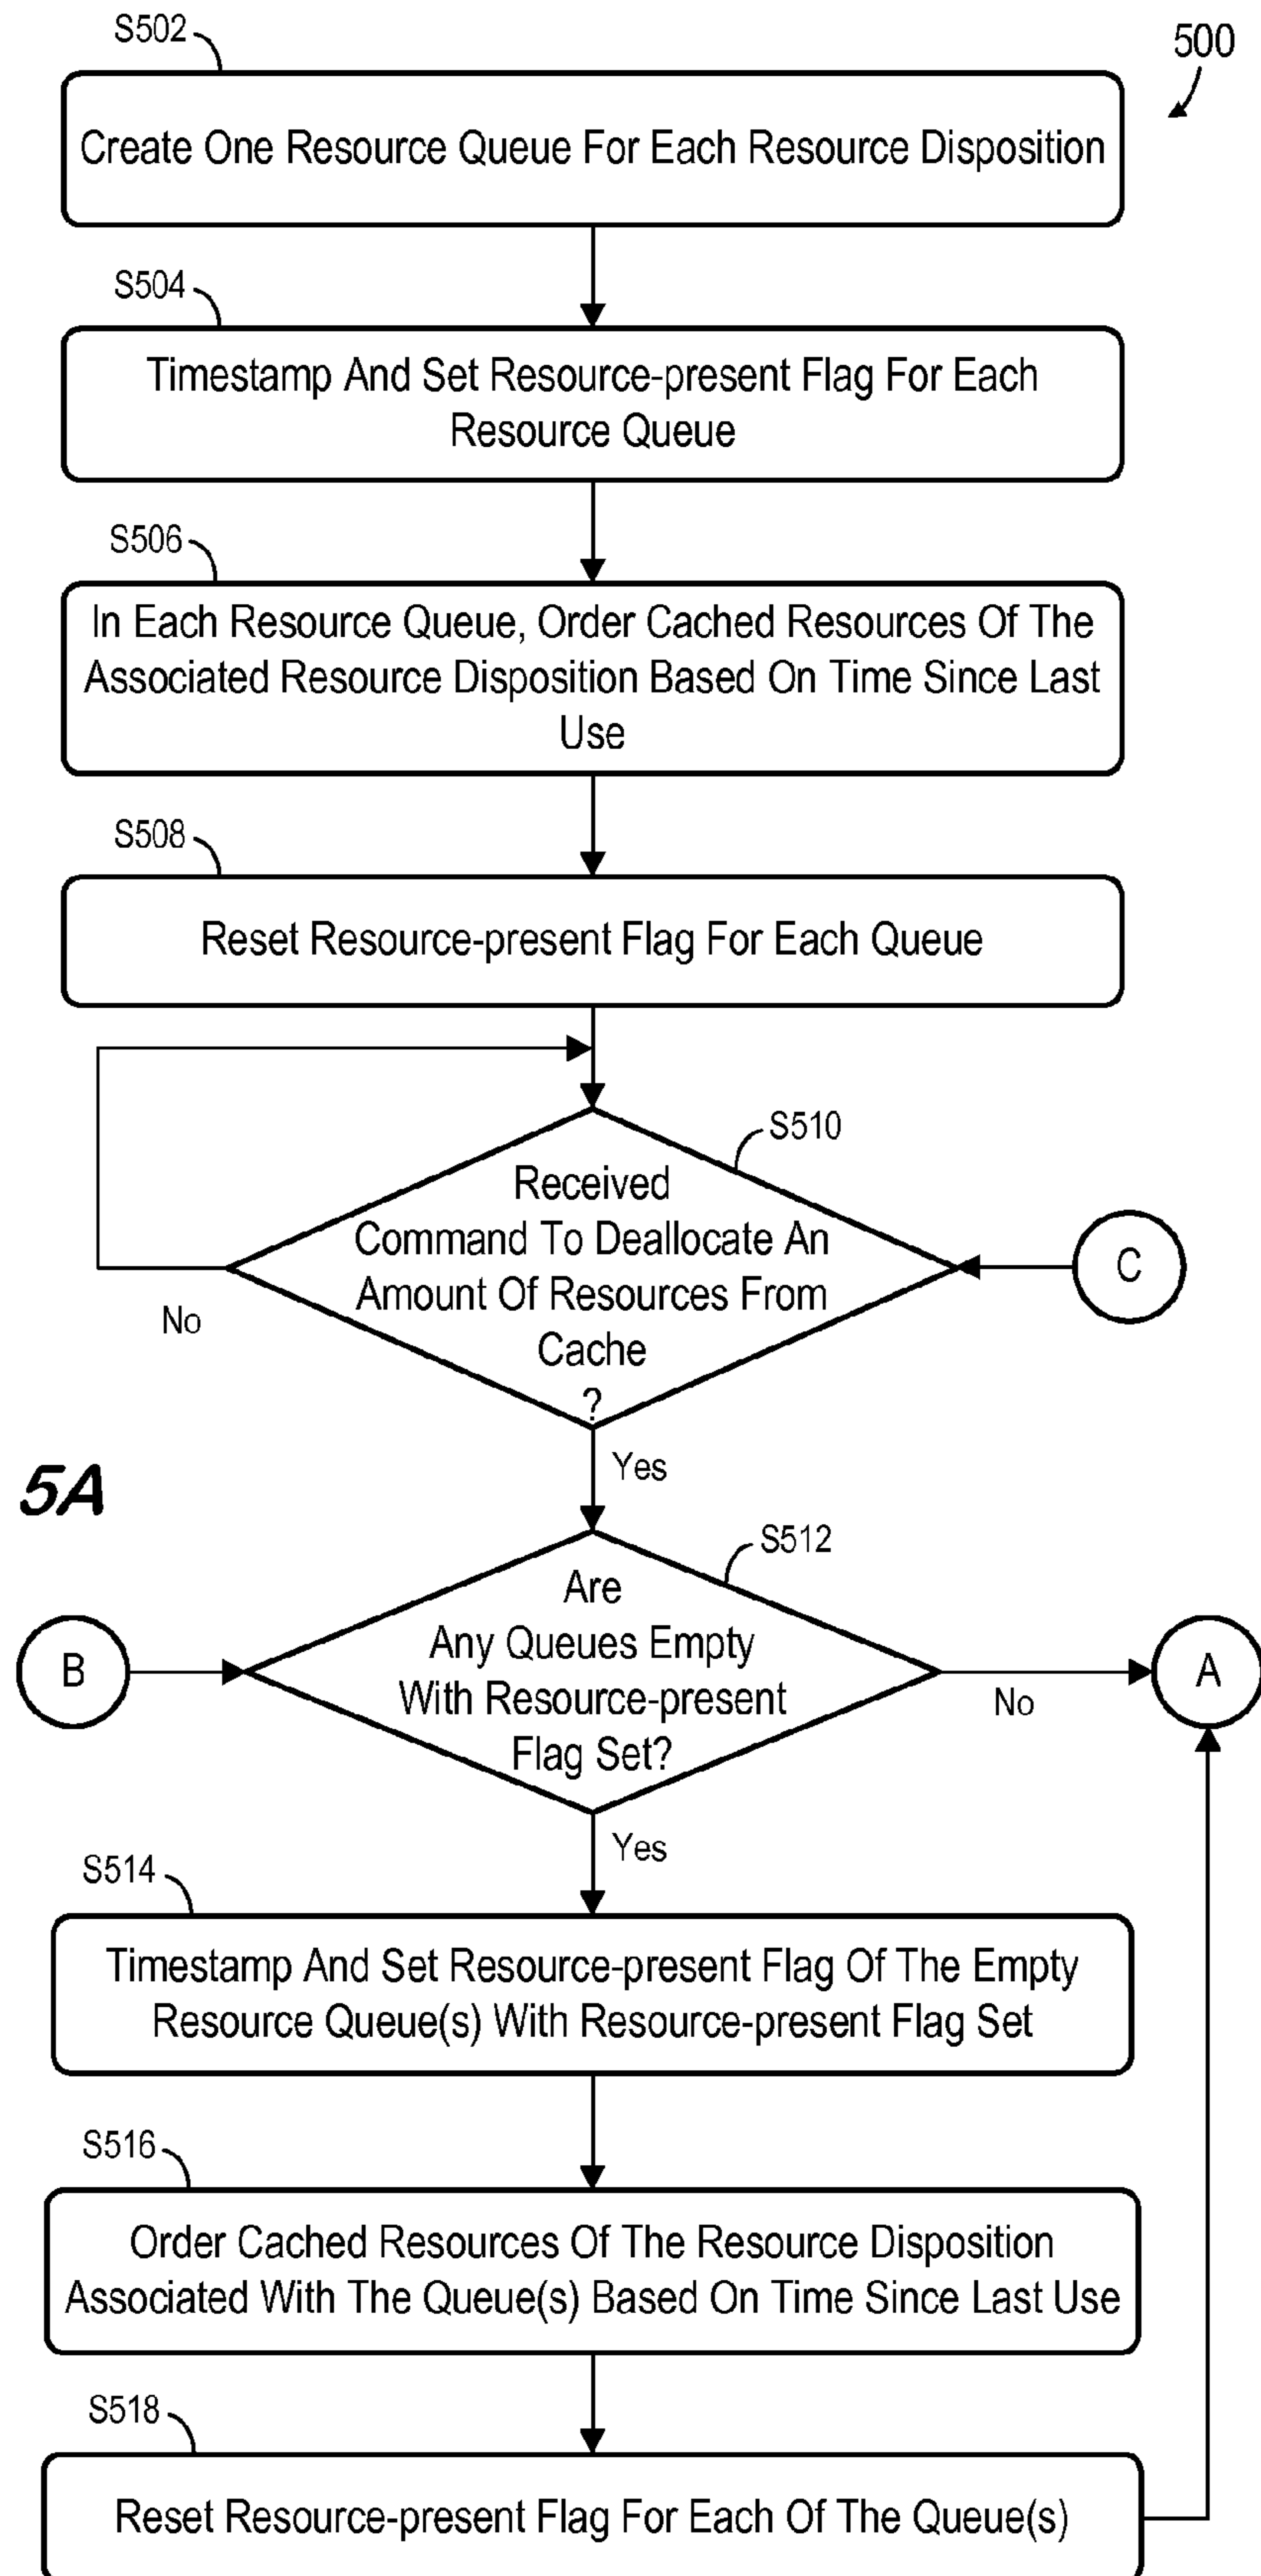 S502
500
Create One Resource Queue For Each Resource Disposition
S504
Timestamp And Set Resource-present Flag For Each
Resource Queue
S506
In Each Resource Queue, Order Cached Resources Of The
Associated Resource Disposition Based On Time Since Last
Use
S508
Reset Resource-present Flag For Each Queue
S510
Received
Command To Deallocate An
Amount Of Resources From
Cache
?
C
No
Yes
5A
S512
Are
Any Queues Empty
With Resource-present
Flag Set?
B
A
No
Yes
S514
Timestamp And Set Resource-present Flag Of The Empty
Resource Queue(s) With Resource-present Flag Set
S516
Order Cached Resources Of The Resource Disposition
Associated With The Queue(s) Based On Time Since Last Use
S518
Reset Resource-present Flag For Each Of The Queue(s)